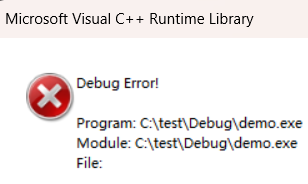 Microsoft Visual C++ Runtime Library
Debug Error!
Program: C:\test\Debug\demo.exe
Module: C:\test\Debug\demo.exe
File: